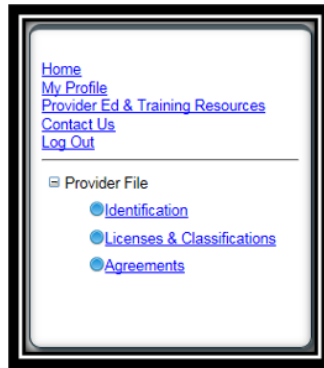 Home
My Profile
Provider Ed & Training Resources
Contact Us
Log Out
Provider File
Identification
Licenses & Classifications
Agreements